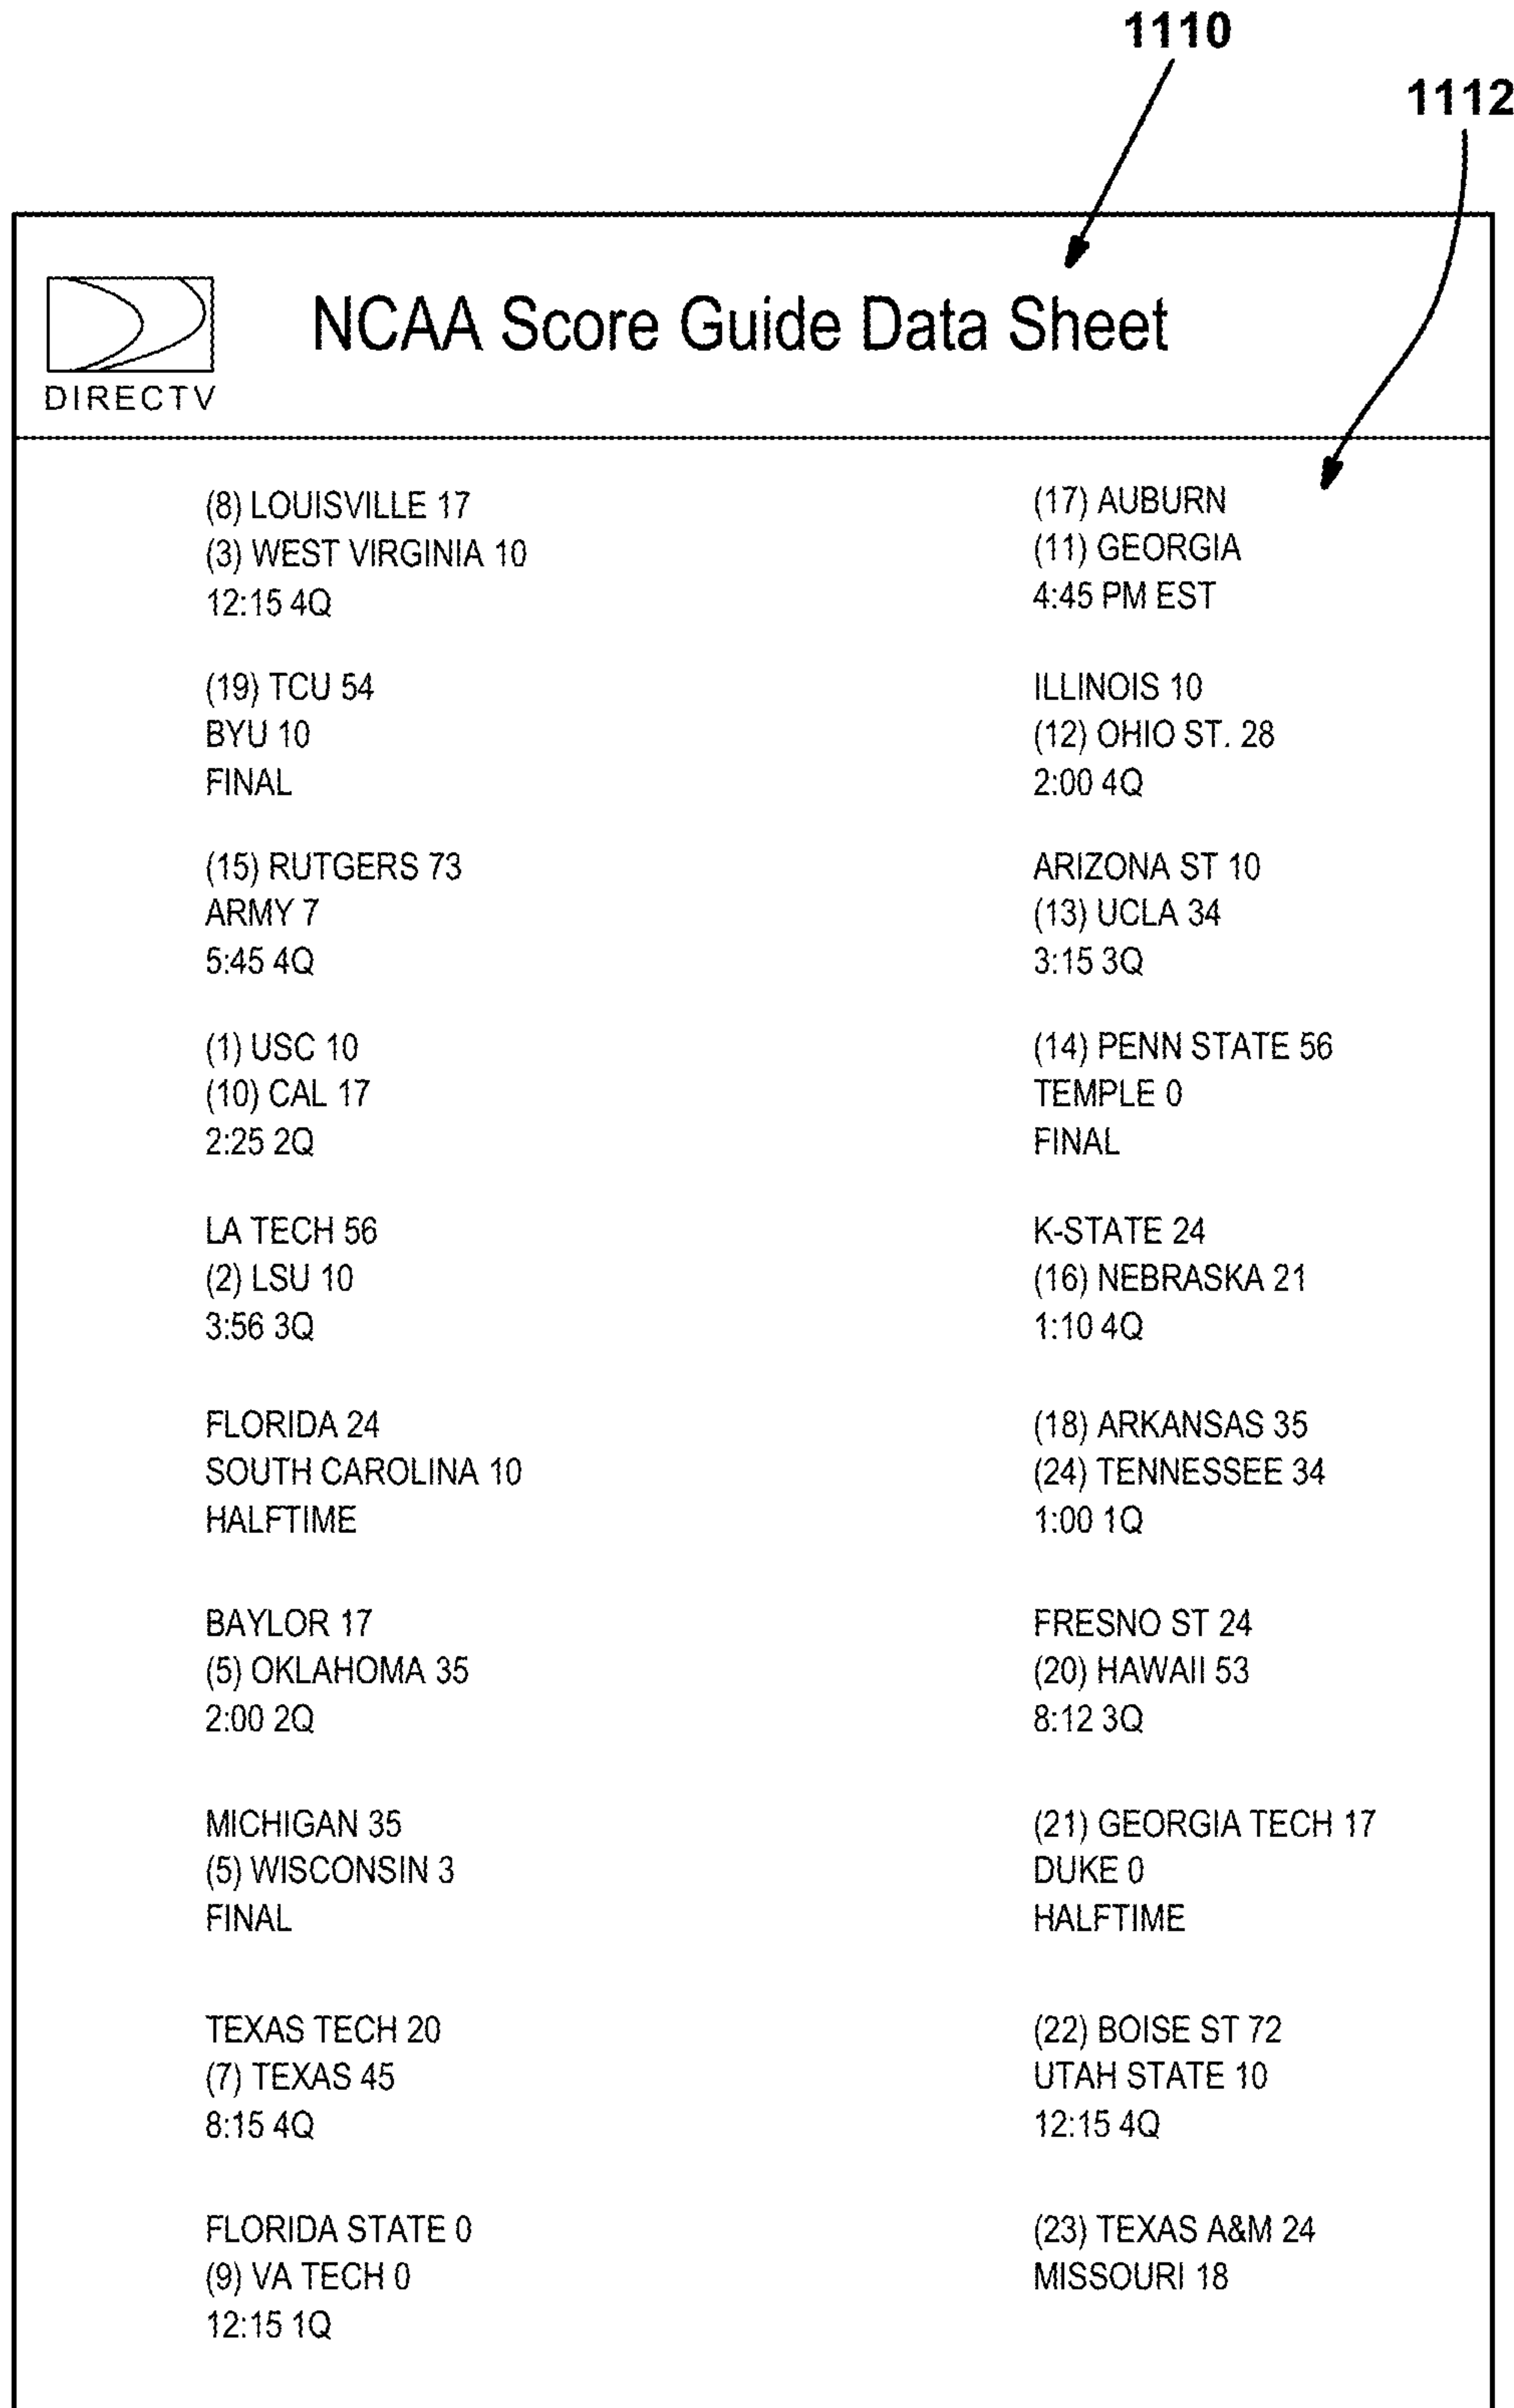 1110
1112
DIRECTV
NCAA Score Guide Data Sheet
(8) LOUISVILLE 17
(3) WEST VIRGINIA 10
12:15 4Q
(19) TCU 54
BYU 10
FINAL
(15) RUTGERS 73
ARMY 7
5:45 4Q
(1) USC 10
(10) CAL 17
2:25 2Q
LA TECH 56
(2) LSU 10
3:56 3Q
FLORIDA 24
SOUTH CAROLINA 10
HALFTIME
BAYLOR 17
(5) OKLAHOMA 35
2:00 2Q
MICHIGAN 35
(5) WISCONSIN 3
FINAL
TEXAS TECH 20
(7) TEXAS 45
8:15 4Q
FLORIDA STATE 0
(9) VA TECH 0
12:15 1Q
(17) AUBURN
(11) GEORGIA
4:45 PM EST
ILLINOIS 10
(12) OHIO ST. 28
2:00 4Q
ARIZONA ST 10
(13) UCLA 34
3:15 3Q
(14) PENN STATE 56
TEMPLE 0
FINAL
K-STATE 24
(16) NEBRASKA 21
1:10 4Q
(18) ARKANSAS 35
(24) TENNESSEE 34
1:00 1Q
FRESNO ST 24
(20) HAWAII 53
8:12 3Q
(21) GEORGIA TECH 17
DUKE 0
HALFTIME
(22) BOISE ST 72
UTAH STATE 10
12:15 4Q
(23) TEXAS A&M 24
MISSOURI 18